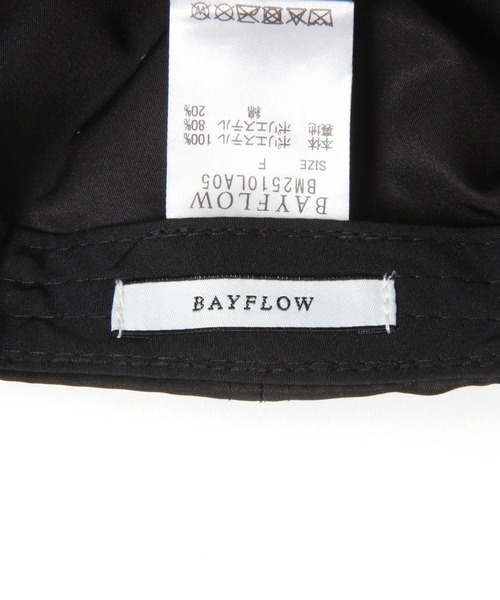 BAYFLOW
BM2510LA05
SIZE F
本体 ポリエステル 100%
裏地 ポリエステル 80%
綿 20%
BAYFLOW